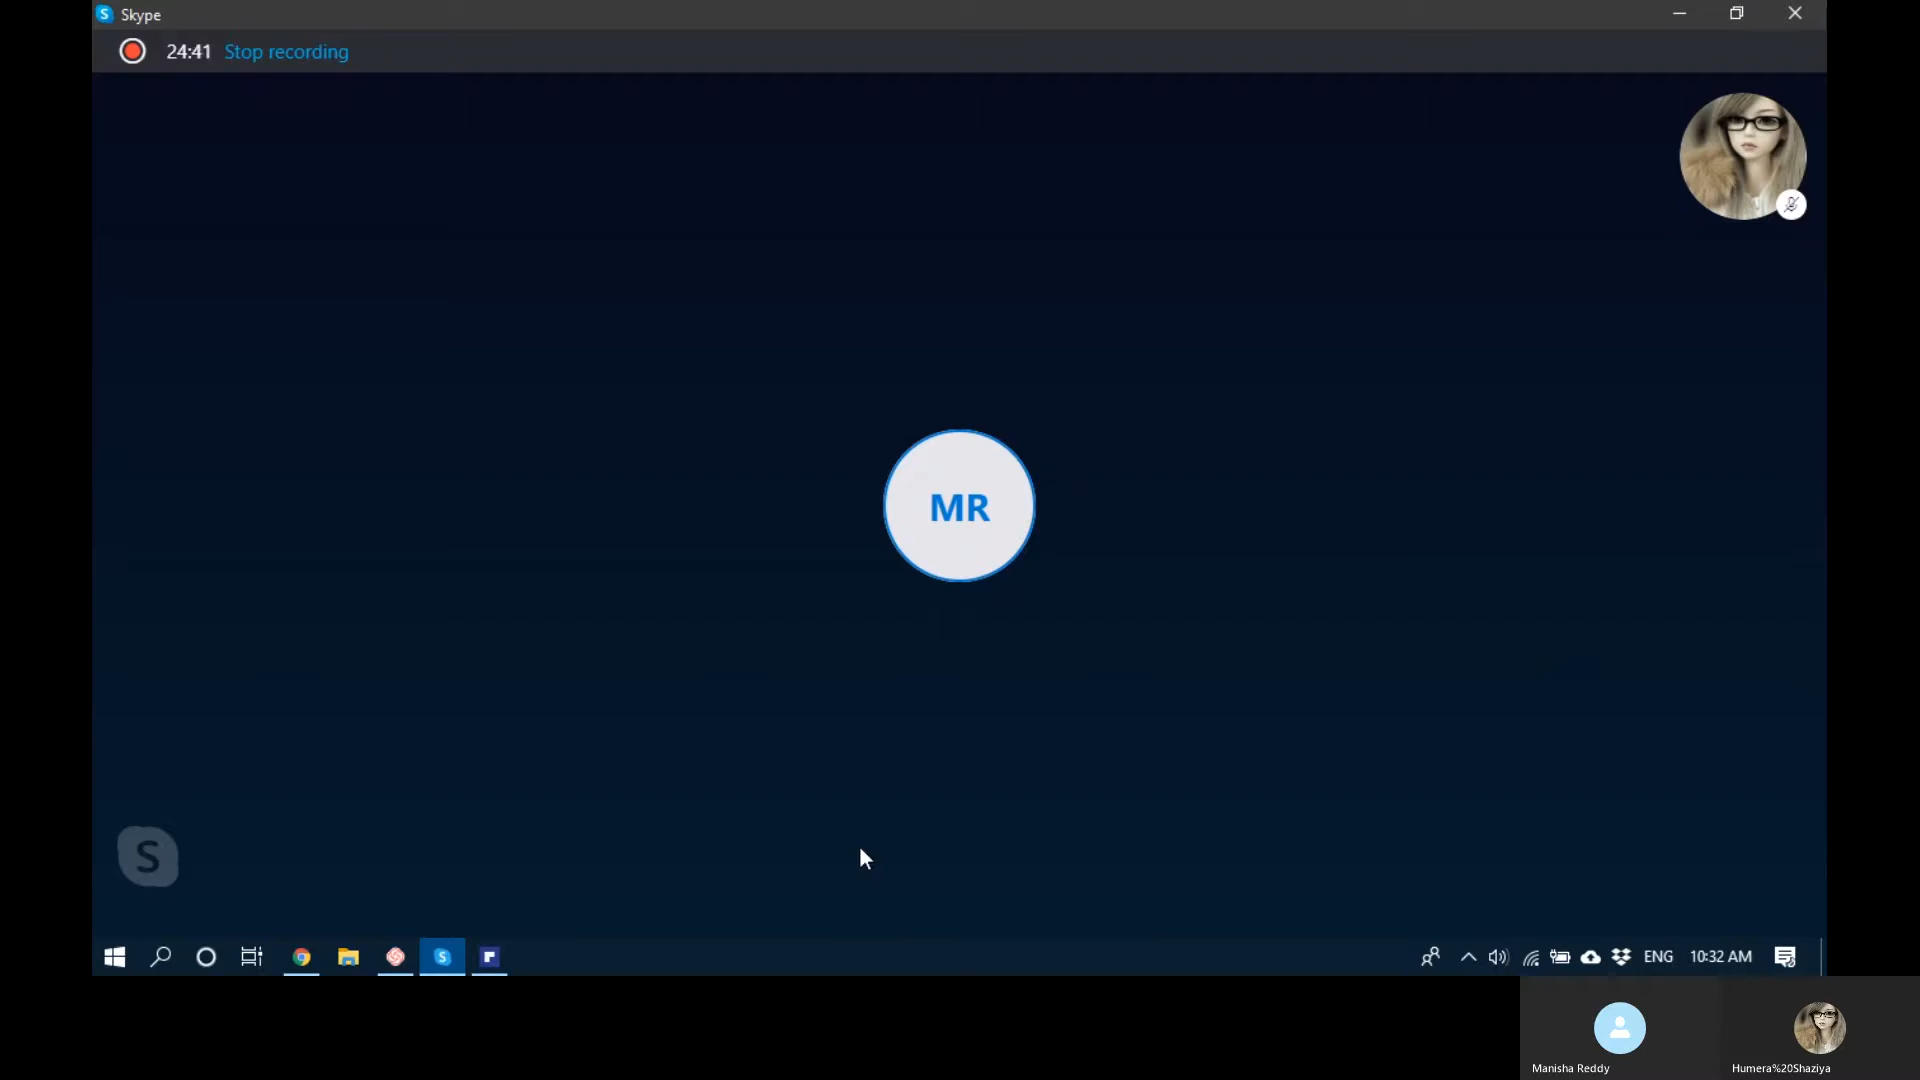 Skype
24:41 Stop recording
MR
S
ENG 10:32 AM
Manisha Reddy Humera%20Shaziya